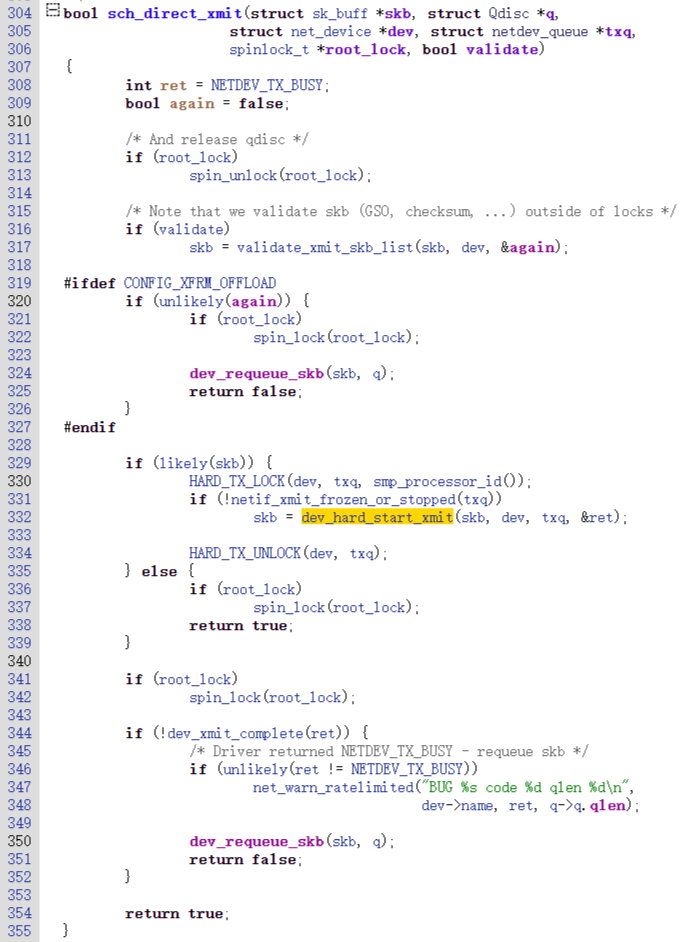 304 bool sch_direct_xmit(struct sk_buff *skb, struct Qdisc *q,
305 struct net_device *dev, struct netdev_queue *txq,
306 spinlock_t *root_lock, bool validate)
307 {
308 int ret = NETDEV_TX_BUSY;
309 bool again = false;
310
311 /* And release qdisc */
312 if (root_lock)
313 spin_unlock(root_lock);
314
315 /* Note that we validate skb (GSO, checksum, ...) outside of locks */
316 if (validate)
317 skb = validate_xmit_skb_list(skb, dev, &again);
318
319 #ifdef CONFIG_XFRM_OFFLOAD
320 if (unlikely(again)) {
321 if (root_lock)
322 spin_lock(root_lock);
323
324 dev_requeue_skb(skb, q);
325 return false;
326 }
327 #endif
328
329 if (likely(skb)) {
330 HARD_TX_LOCK(dev, txq, smp_processor_id());
331 if (!netif_xmit_frozen_or_stopped(txq))
332 skb = dev_hard_start_xmit(skb, dev, txq, &ret);
333
334 HARD_TX_UNLOCK(dev, txq);
335 } else {
336 if (root_lock)
337 spin_lock(root_lock);
338 return true;
339 }
340
341 if (root_lock)
342 spin_lock(root_lock);
343
344 if (!dev_xmit_complete(ret)) {
345 /* Driver returned NETDEV_TX_BUSY - requeue skb */
346 if (unlikely(ret != NETDEV_TX_BUSY))
347 net_warn_ratelimited("BUG %s code %d qlen %d\n",
348 dev->name, ret, q->q.qlen);
349
350 dev_requeue_skb(skb, q);
351 return false;
352 }
353
354 return true;
355 }